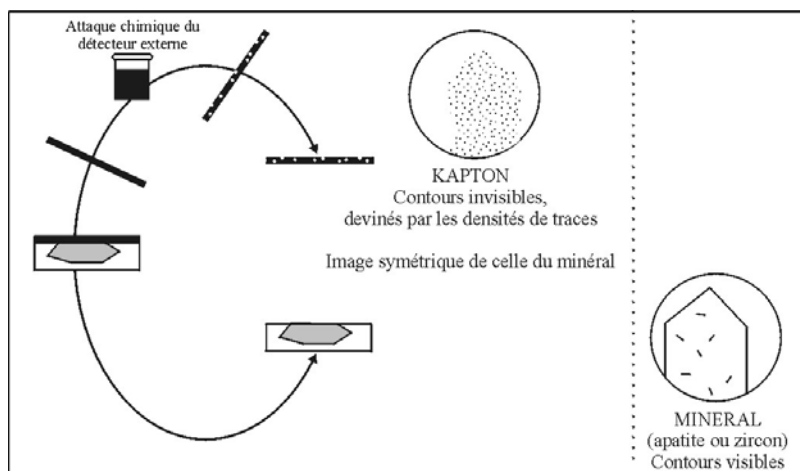 Attaque chimique du
détecteur externe
KAPTON
Contours invisibles,
devinés par les densités de traces
Image symétrique de celle du minéral
MINERAL
(apatite ou zircon)
Contours visibles